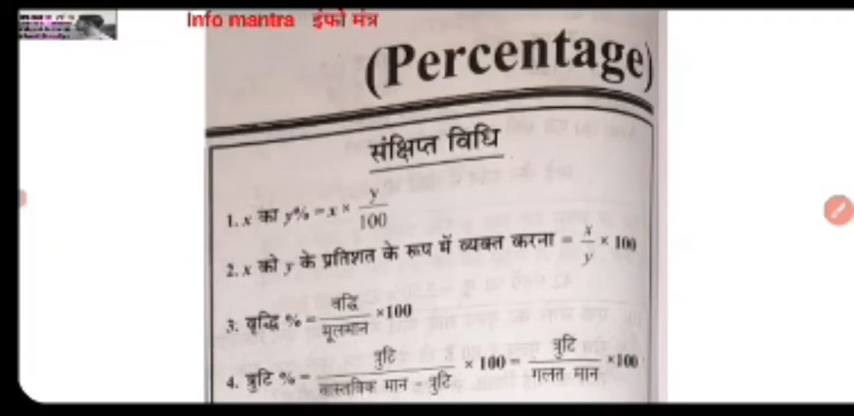 Info mantra इंफो मंत्र
(Percentage)
संक्षिप्त विधि
1. x का y% = x × y/100
2. x को y के प्रतिशत के रूप में व्यक्त करना = x/y × 100
3. वृद्धि % = वद्धि/मूलमान ×100
4. त्रुटि % = त्रुटि/वास्तविक मान - त्रुटि × 100 = त्रुटि/गलत मान ×100